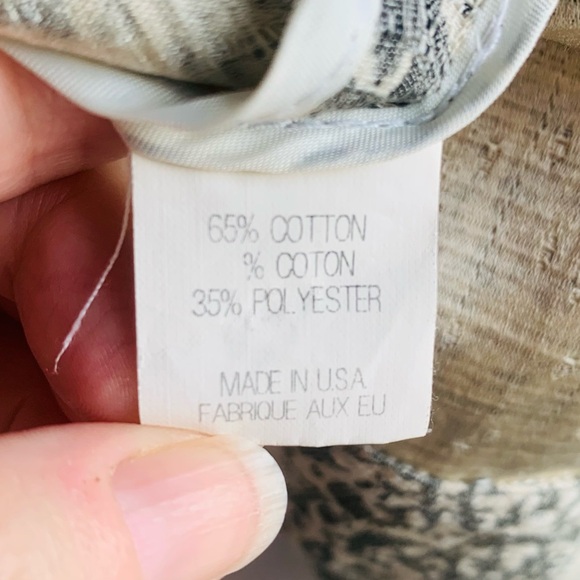 65% COTTON
% COTON
35% POLYESTER
MADE IN U.S.A
FABRIQUE AUX EU